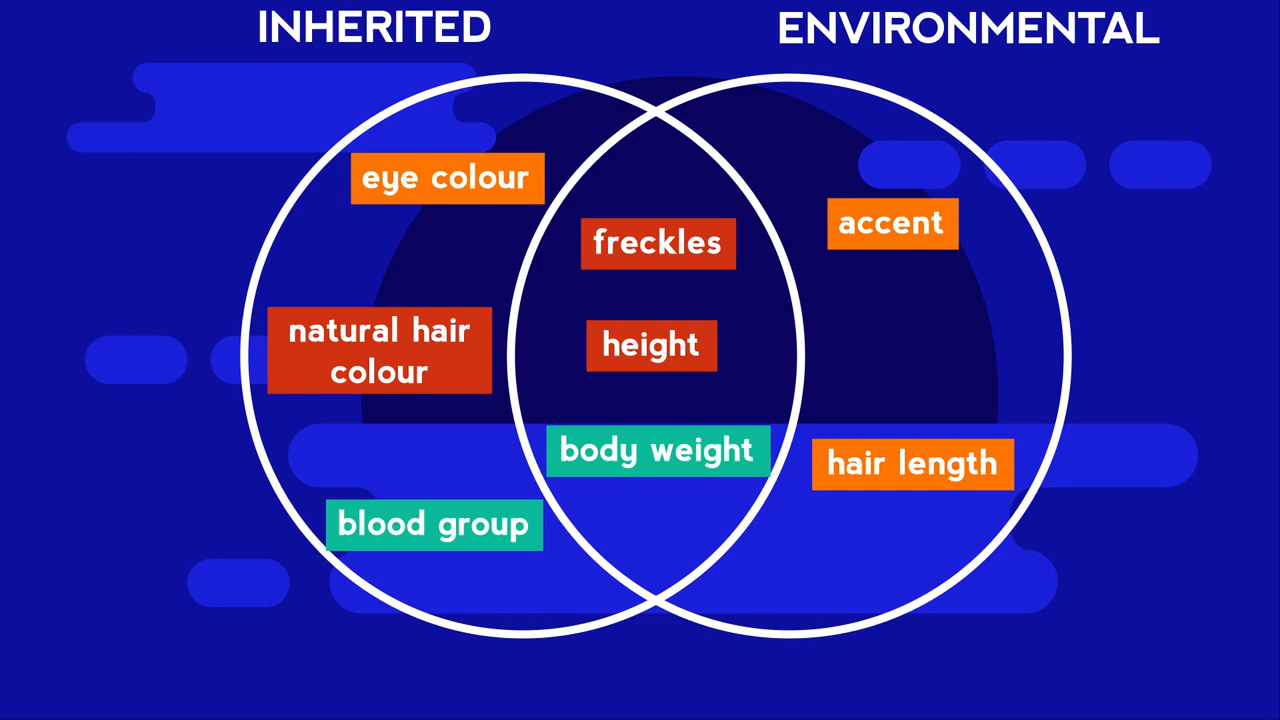 INHERITED
ENVIRONMENTAL
eye colour
freckles
accent
natural hair
colour
height
body weight
hair length
blood group